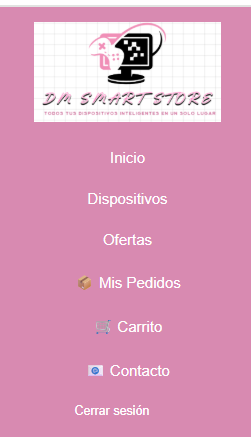 DM SMART STORE
TODOS TUS DISPOSITIVOS INTELIGENTES EN UN SOLO LUGAR
Inicio
Dispositivos
Ofertas
Mis Pedidos
Carrito
Contacto
Cerrar sesión